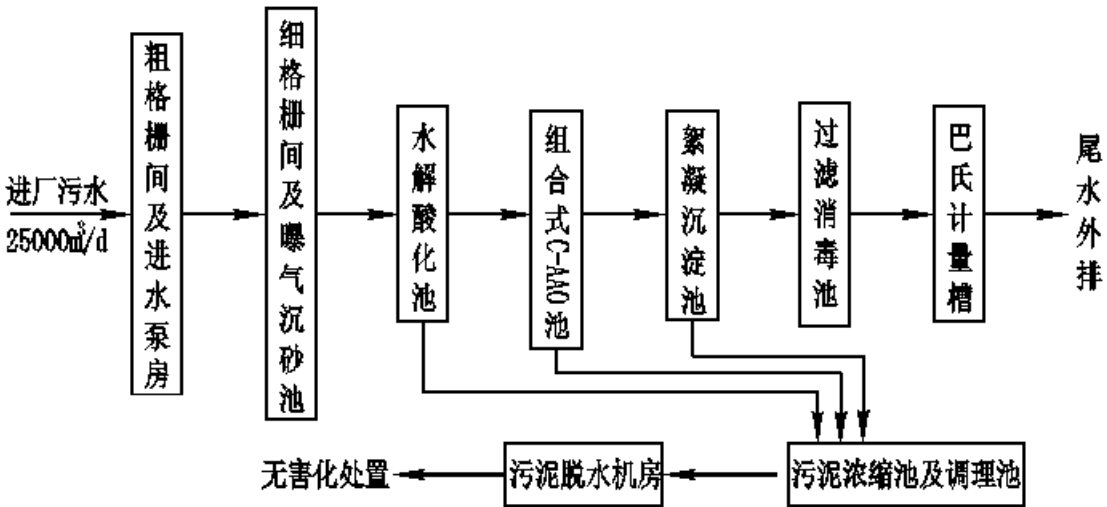 进厂污水
25000m³/d
粗格栅间及进水泵房
细格栅间及曝气沉砂池
水解酸化池
组合式C-AAO池
絮凝沉淀池
过滤消毒池
巴氏计量槽
尾水外排
无害化处置
污泥脱水机房
污泥浓缩池及调理池